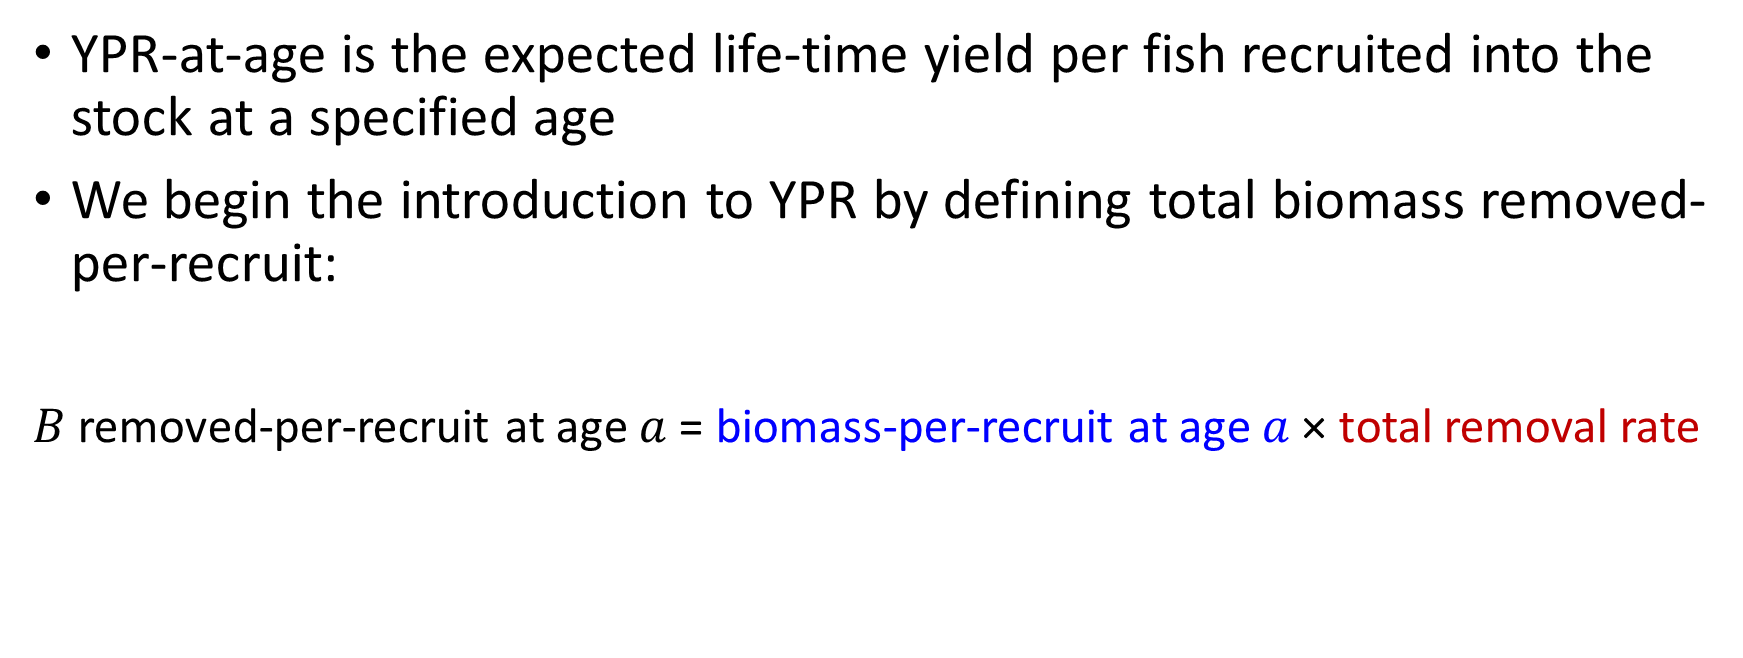 • YPR-at-age is the expected life-time yield per fish recruited into the
stock at a specified age
• We begin the introduction to YPR by defining total biomass removed-
per-recruit:
B removed-per-recruit at age a = biomass-per-recruit at age a × total removal rate